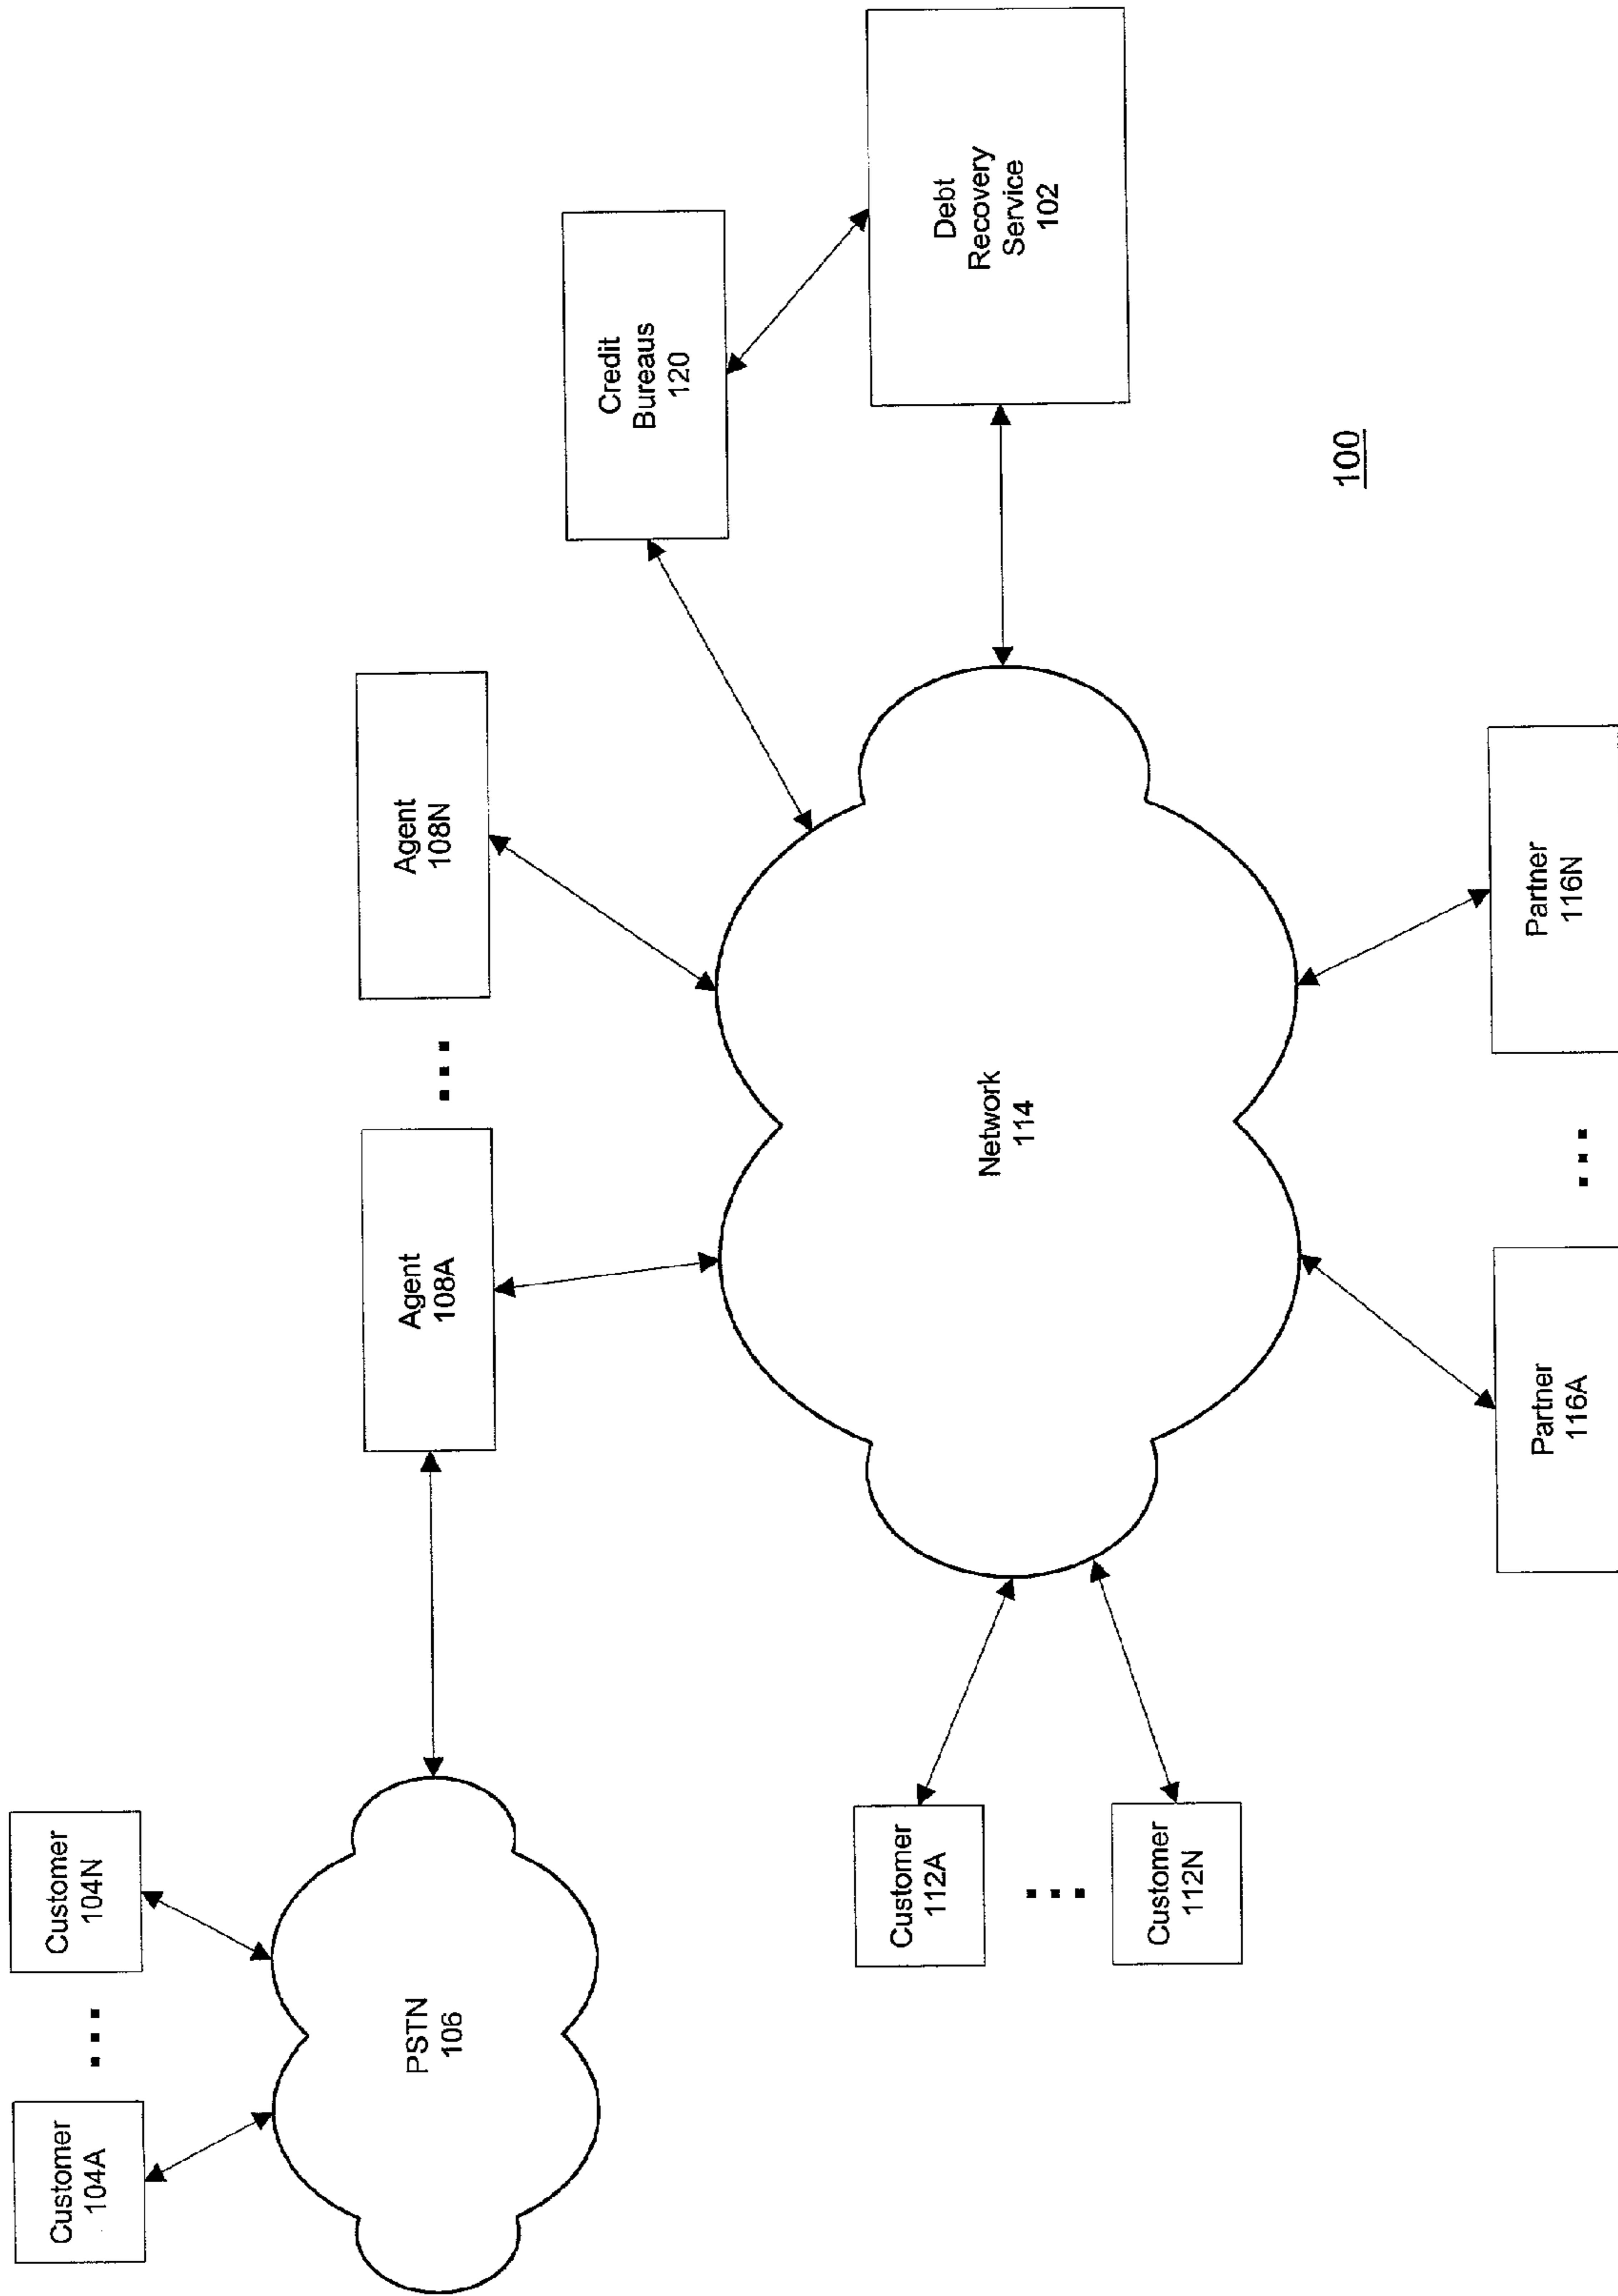 Customer
104A
...
Customer
104N
PSTN
106
Agent
108A
...
Agent
108N
Credit
Bureaus
120
Debt
Recovery
Service
102
Customer
112A
...
Customer
112N
Network
114
Partner
116A
...
Partner
116N
100